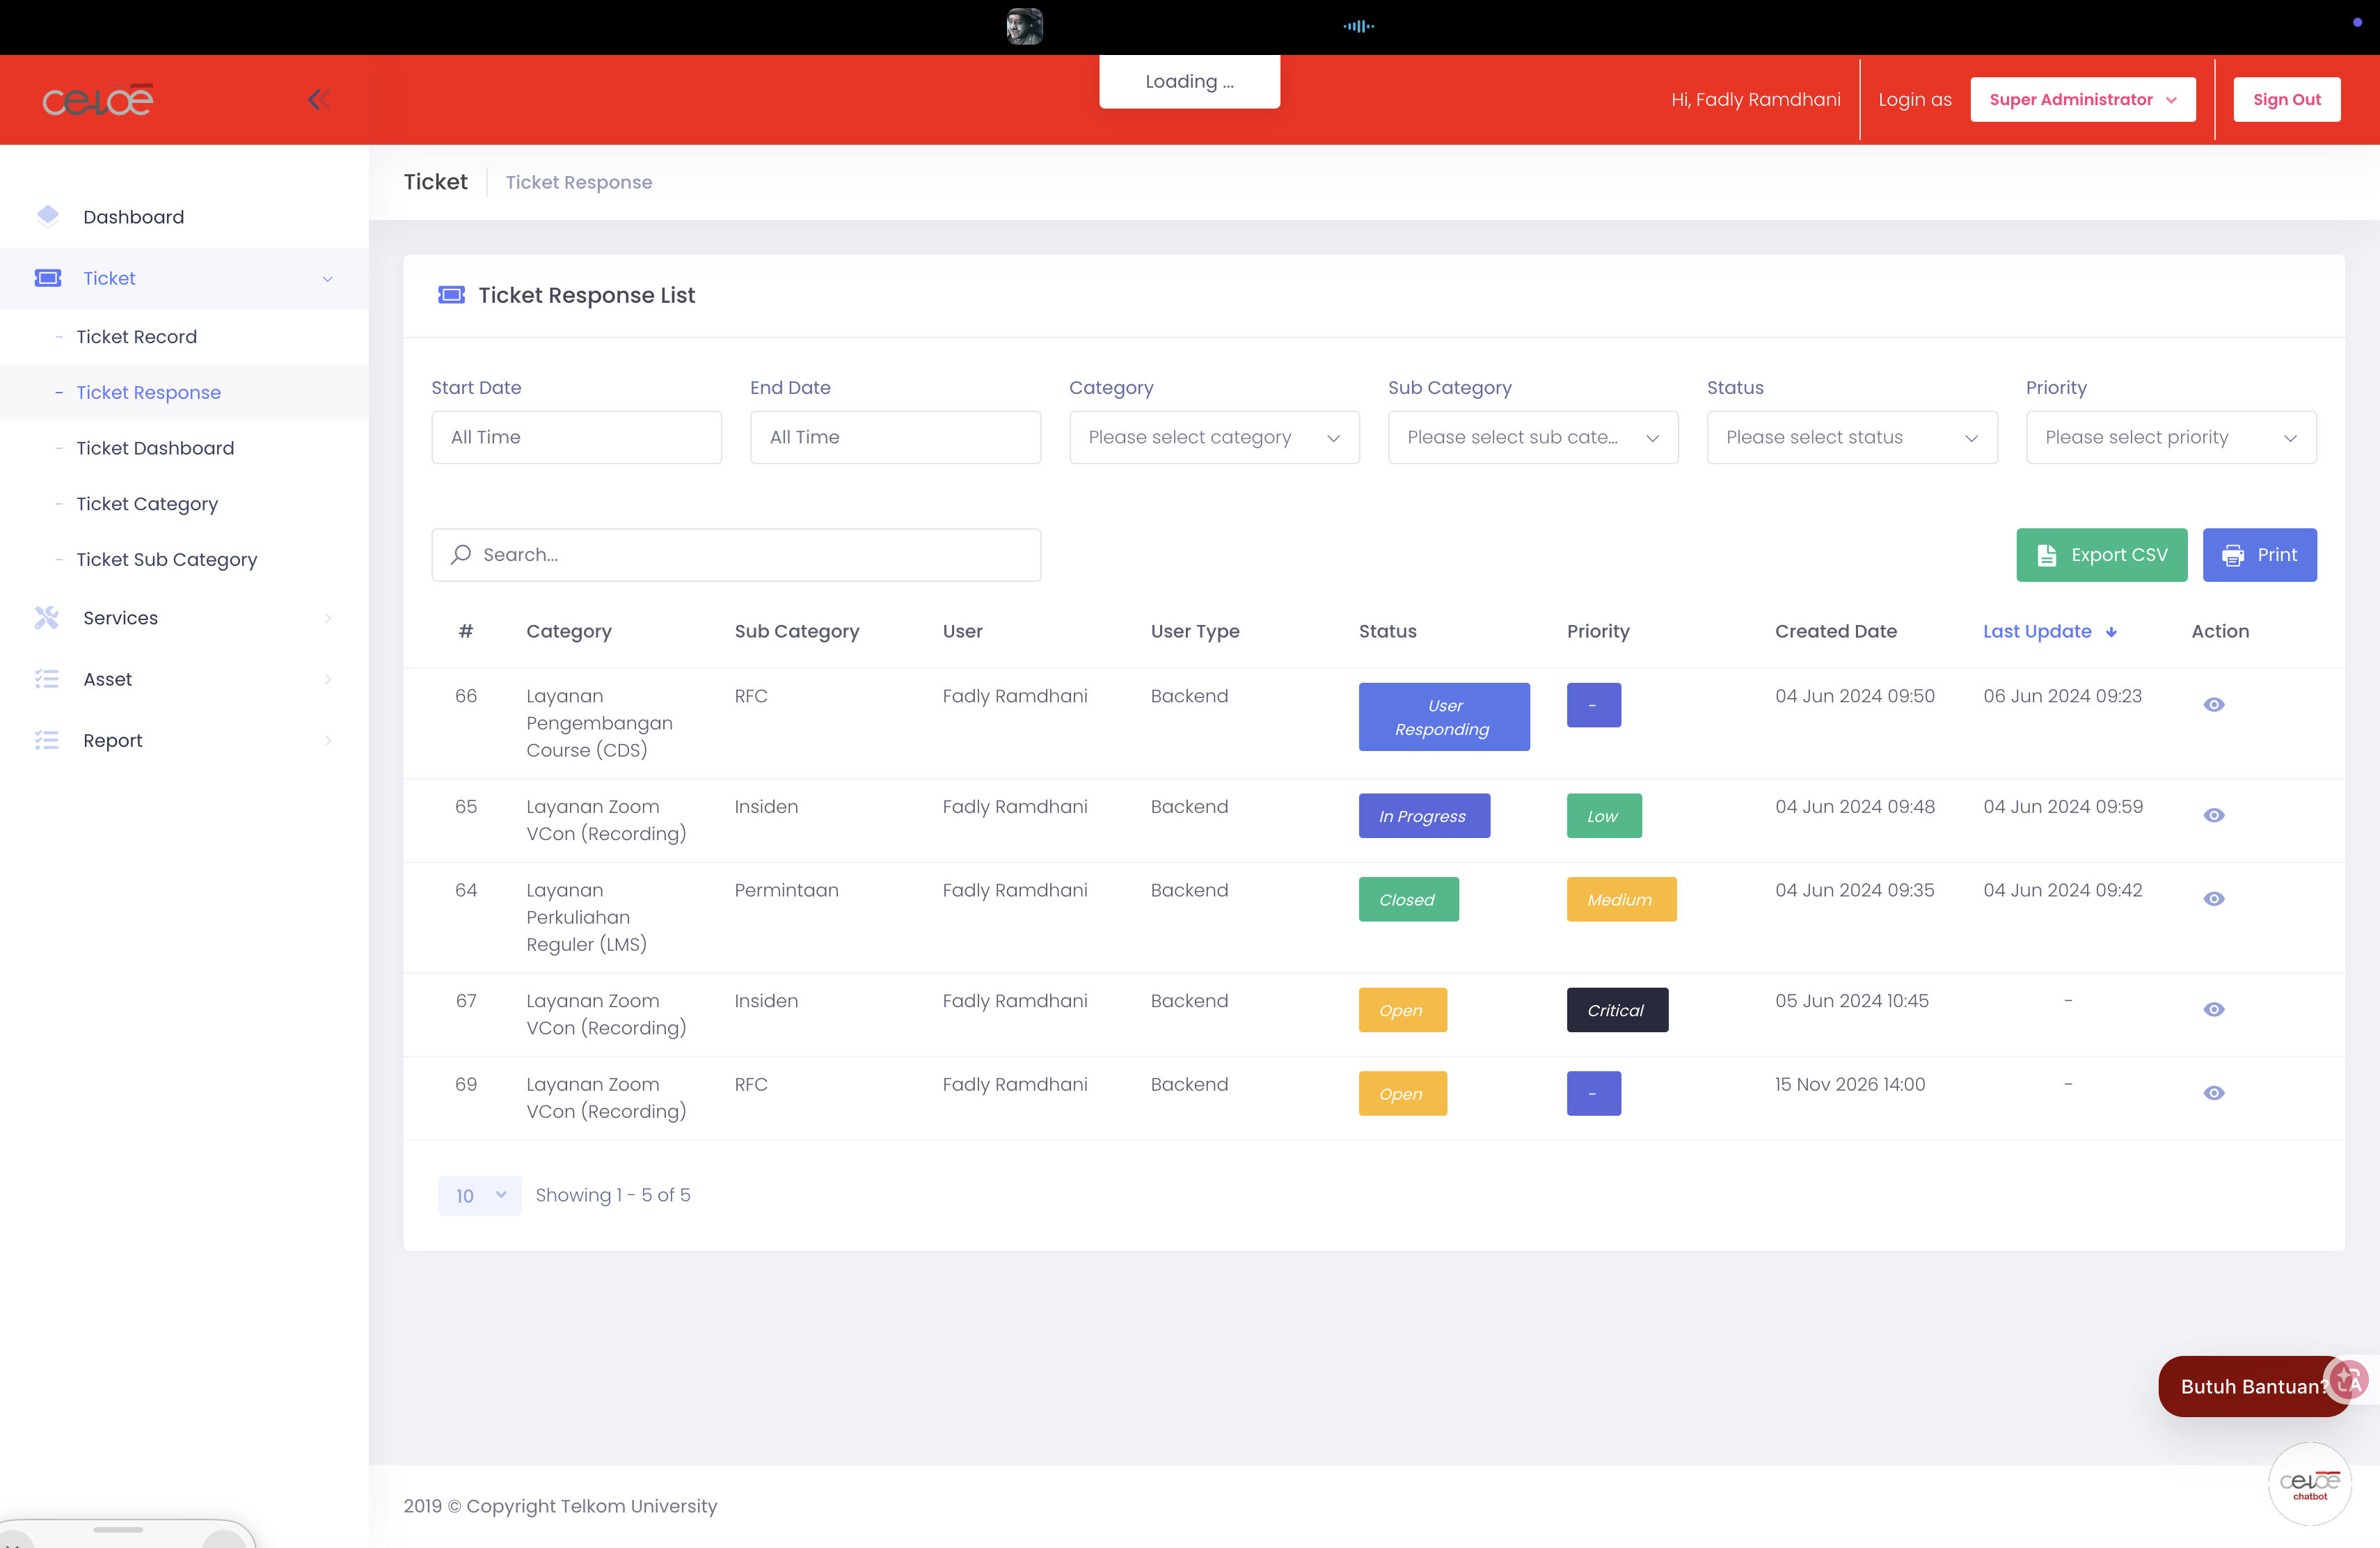 Loading ...
celoe
Hi, Fadly Ramdhani
Login as
Super Administrator
Sign Out
Dashboard
Ticket
Ticket Record
Ticket Response
Ticket Dashboard
Ticket Category
Ticket Sub Category
Services
Asset
Report
Ticket
Ticket Response
Ticket Response List
Start Date
End Date
Category
Sub Category
Status
Priority
All Time
All Time
Please select category
Please select sub cate...
Please select status
Please select priority
Search...
Export CSV
Print
# Category Sub Category User User Type Status Priority Created Date Last Update Action
66 Layanan RFC Fadly Ramdhani Backend User - 04 Jun 2024 09:50 06 Jun 2024 09:23
Pengembangan Responding
Course (CDS)
65 Layanan Zoom Insiden Fadly Ramdhani Backend In Progress Low 04 Jun 2024 09:48 04 Jun 2024 09:59
VCon (Recording)
64 Layanan Permintaan Fadly Ramdhani Backend Closed Medium 04 Jun 2024 09:35 04 Jun 2024 09:42
Perkuliahan
Reguler (LMS)
67 Layanan Zoom Insiden Fadly Ramdhani Backend Open Critical 05 Jun 2024 10:45 -
VCon (Recording)
69 Layanan Zoom RFC Fadly Ramdhani Backend Open - 15 Nov 2026 14:00 -
VCon (Recording)
10
Showing 1 - 5 of 5
Butuh Bantuan?
celoe
chatbot
2019 © Copyright Telkom University